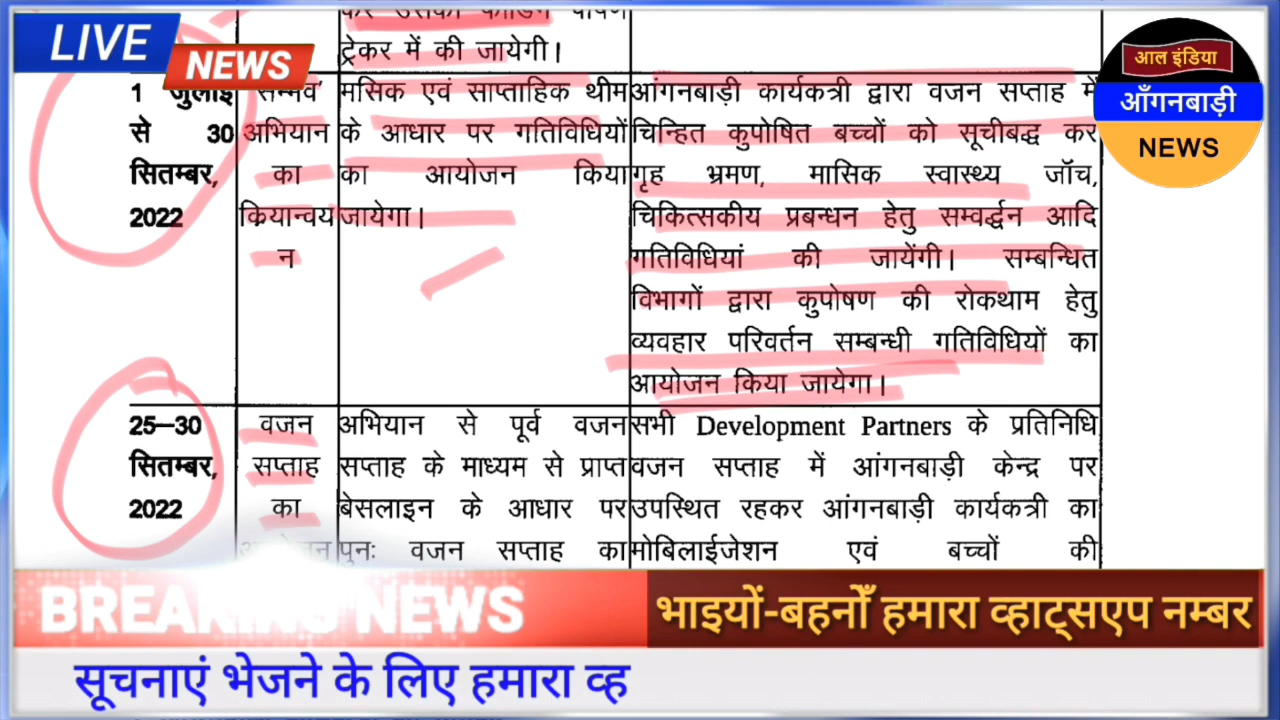 LIVE
NEWS
आल इंडिया
आँगनबाड़ी
NEWS
ट्रेकर में की जायेगी।
1 जुलाई से 30 सितम्बर, 2022
अभियान का क्रियान्वयन
मसिक एवं साप्ताहिक थीम
के आधार पर गतिविधियों
का आयोजन किया
जायेगा।
आंगनबाड़ी कार्यकत्री द्वारा वजन सप्ताह में
चिन्हित कुपोषित बच्चों को सूचीबद्ध कर
गृह भ्रमण, मासिक स्वास्थ्य जॉच,
चिकित्सकीय प्रबन्धन हेतु सम्वर्द्धन आदि
गतिविधियां की जायेंगी। सम्बन्धित
विभागों द्वारा कुपोषण की रोकथाम हेतु
व्यवहार परिवर्तन सम्बन्धी गतिविधियों का
आयोजन किया जायेगा।
25–30
सितम्बर,
2022
वजन
सप्ताह
का
अभियान से पूर्व वजन
सप्ताह के माध्यम से प्राप्त
बेसलाइन के आधार पर
पुनः वजन सप्ताह का
सभी Development Partners के प्रतिनिधि
वजन सप्ताह में आंगनबाड़ी केन्द्र पर
उपस्थित रहकर आंगनबाड़ी कार्यकत्री का
मोबिलाईजेशन एवं बच्चों की
BREAKING NEWS
भाइयों-बहनोँ हमारा व्हाट्सएप नम्बर
सूचनाएं भेजने के लिए हमारा व्ह